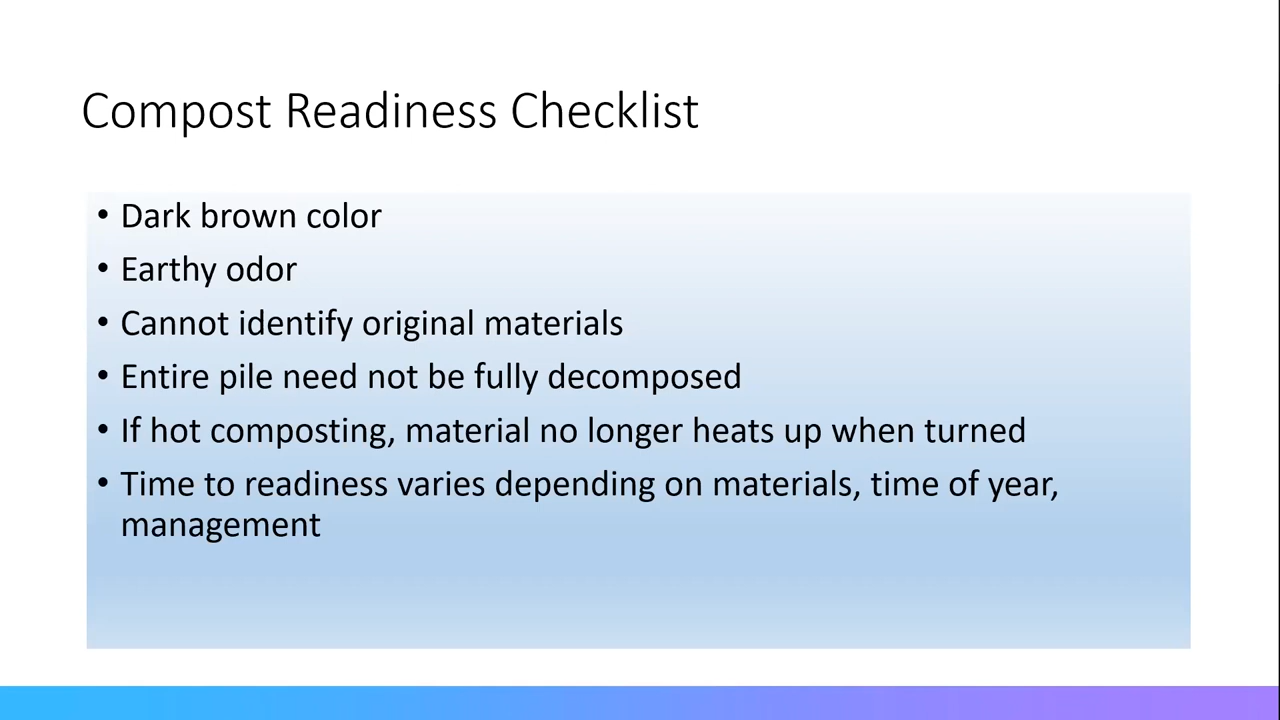 Compost Readiness Checklist
• Dark brown color
• Earthy odor
• Cannot identify original materials
• Entire pile need not be fully decomposed
• If hot composting, material no longer heats up when turned
• Time to readiness varies depending on materials, time of year,
management